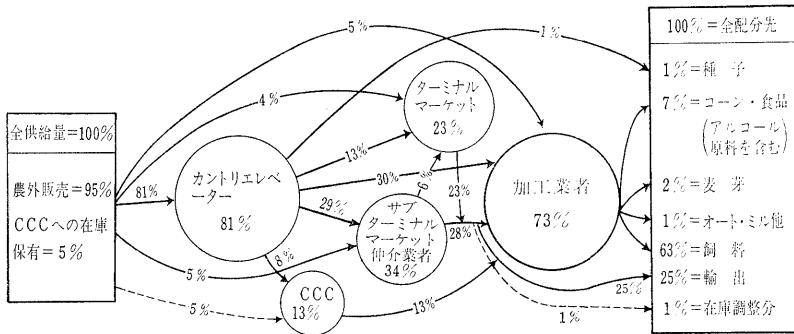 全供給量=100%
農外販売=95%
CCCへの在庫
保有=5%
5%
4%
81%
5%
5%
カントリエレベ
ーター
81%
1%
13%
30%
29%
8%
ターミナル
マーケット
23%
6%
23%
サブ
ターミナル
マーケット
仲介業者
34%
28%
CCC
13%
13%
加工業者
73%
25%
1%
100%=全配分先
1%=種子
7%=コーン・食品
(アルコール
原料を含む)
2%=麦芽
1%=オート・ミル他
63%=飼料
25%=輸出
1%=在庫調整分